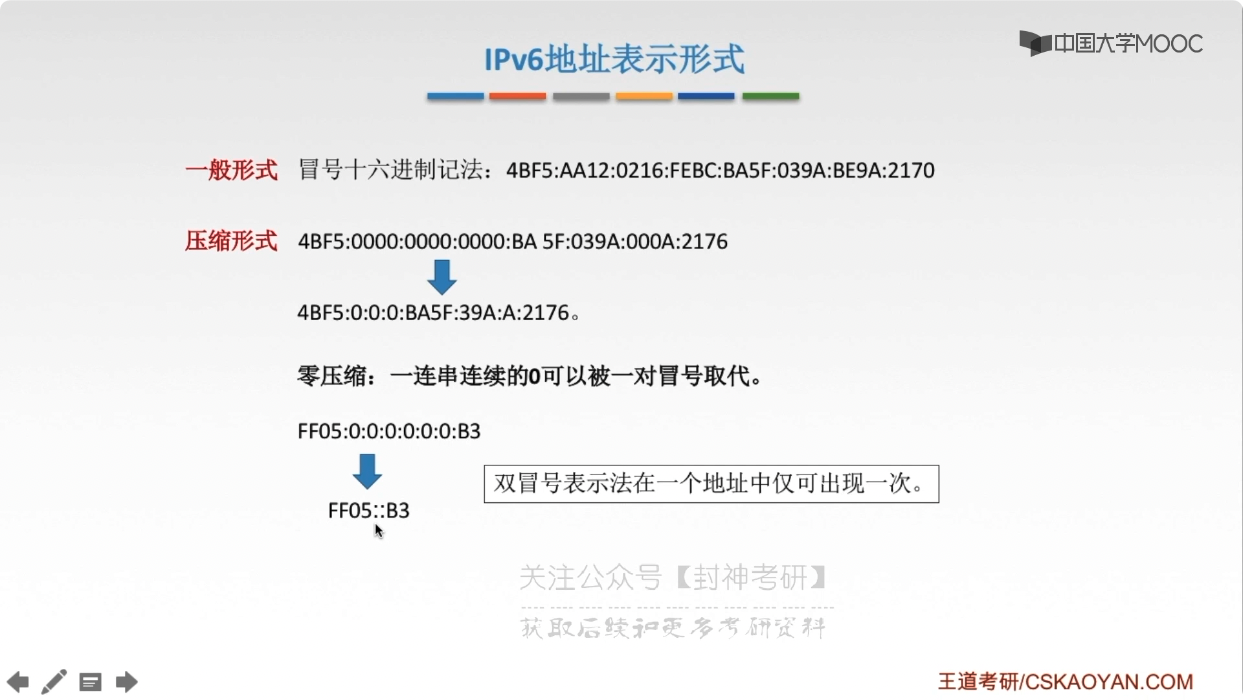 中国大学MOOC
IPv6地址表示形式
一般形式 冒号十六进制记法：4BF5:AA12:0216:FEBC:BA5F:039A:BE9A:2170
压缩形式 4BF5:0000:0000:0000:BA 5F:039A:000A:2176
4BF5:0:0:0:BA5F:39A:A:2176。
零压缩：一连串连续的0可以被一对冒号取代。
FF05:0:0:0:0:0:0:B3
双冒号表示法在一个地址中仅可出现一次。
FF05::B3
关注公众号【封神考研】
获取后续和更多考研资料
王道考研/CSKAOYAN.COM